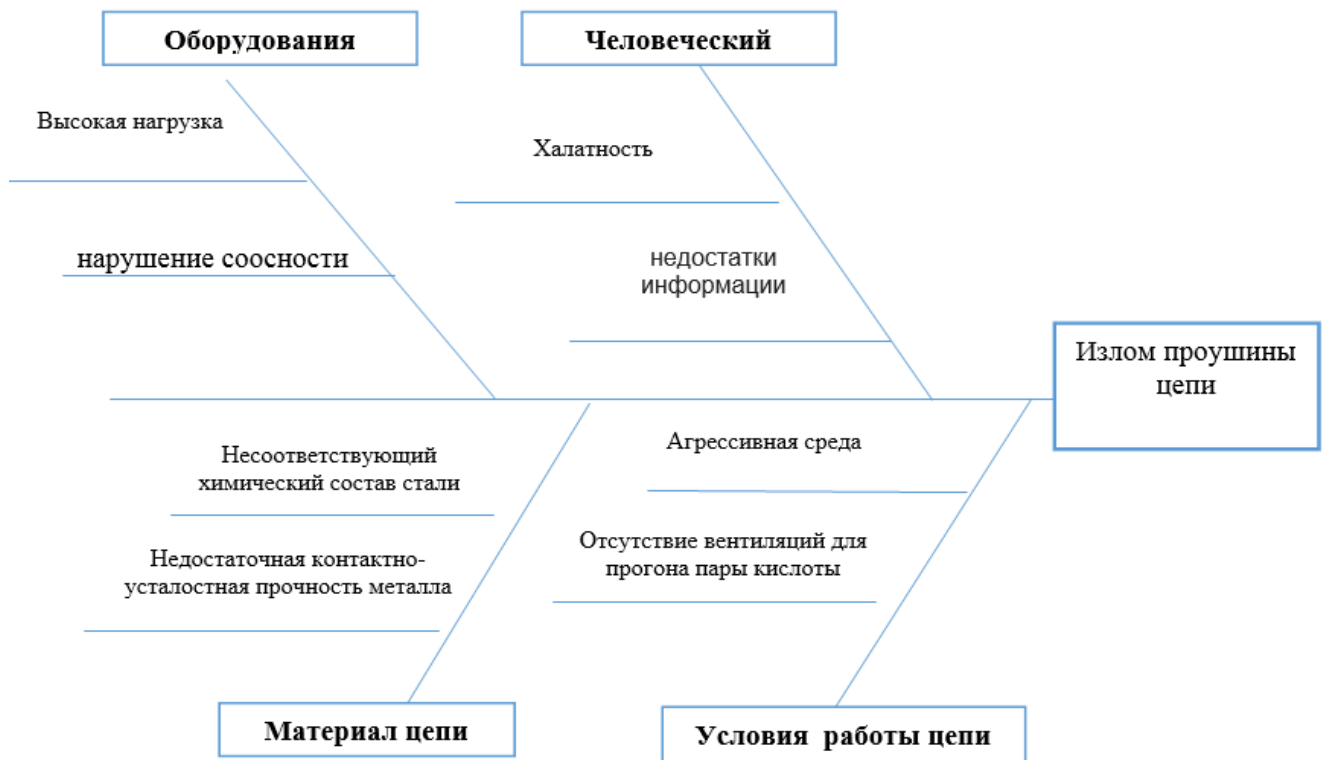 Оборудования
Человеческий
Высокая нагрузка
Халатность
нарушение соосности
недостатки
информации
Излом проушины
цепи
Несоответствующий
химический состав стали
Агрессивная среда
Недостаточная контактно-
усталостная прочность металла
Отсутствие вентиляций для
прогона пары кислоты
Материал цепи
Условия работы цепи